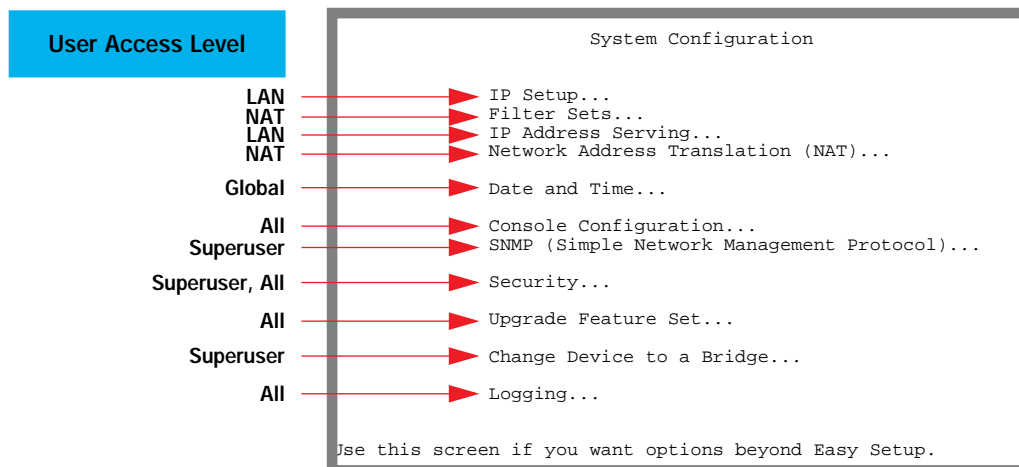 User Access Level
System Configuration
LAN IP Setup...
NAT Filter Sets...
LAN IP Address Serving...
NAT Network Address Translation (NAT)...
Global Date and Time...
All Console Configuration...
Superuser SNMP (Simple Network Management Protocol)...
Superuser, All Security...
All Upgrade Feature Set...
Superuser Change Device to a Bridge...
All Logging...
Use this screen if you want options beyond Easy Setup.